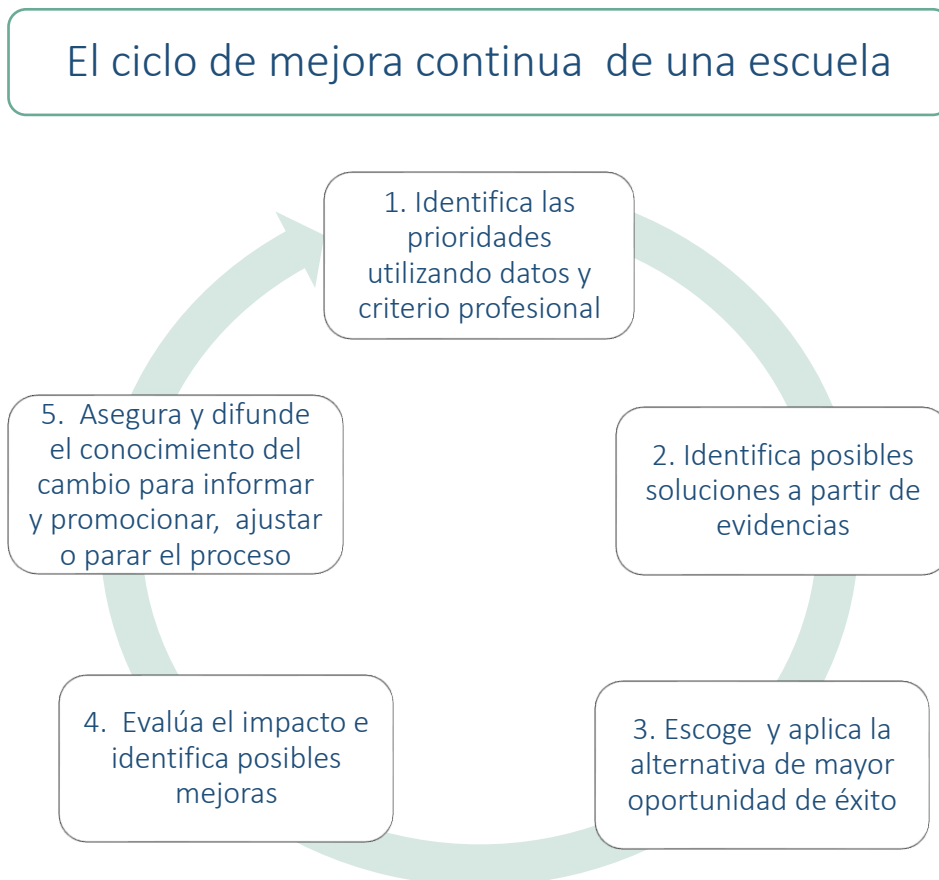 El ciclo de mejora continua  de una escuela
1. Identifica las
prioridades
utilizando datos y
criterio profesional
2. Identifica posibles
soluciones a partir de
evidencias
3. Escoge  y aplica la
alternativa de mayor
oportunidad de éxito
4.  Evalúa el impacto e
identifica posibles
mejoras
5.  Asegura y difunde
el conocimiento del
cambio para informar
y promocionar,  ajustar
o parar el proceso